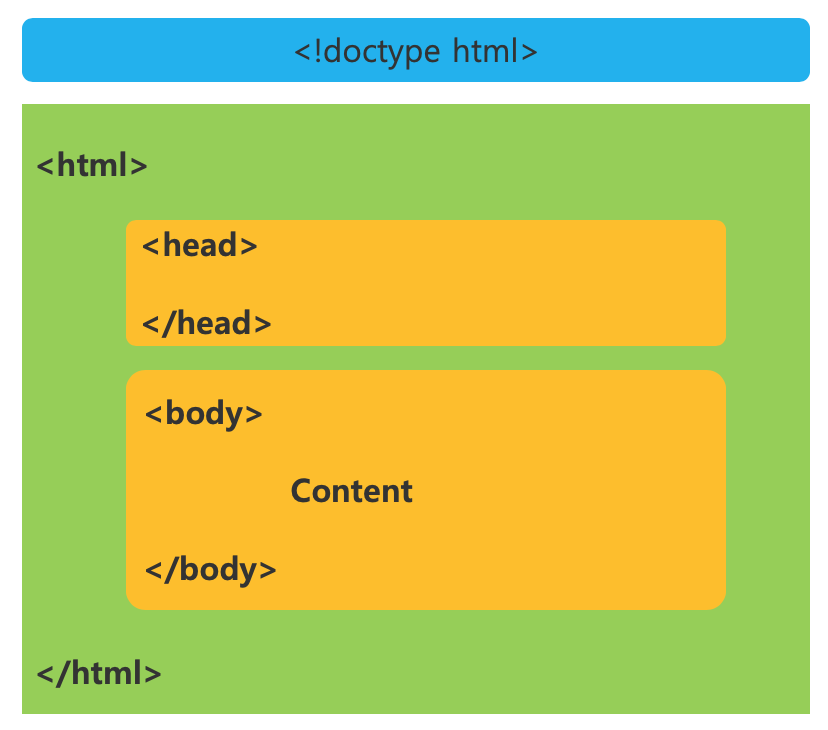 <!doctype html>
<html>
<head>
</head>
<body>
Content
</body>
</html>